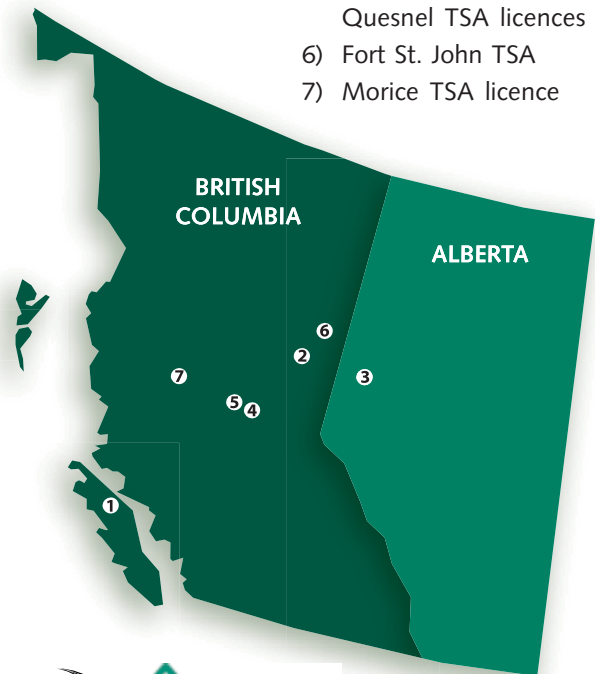 Quesnel TSA licences
6) Fort St. John TSA
7) Morice TSA licence
BRITISH
COLUMBIA
ALBERTA
6
2
7
3
5
4
1